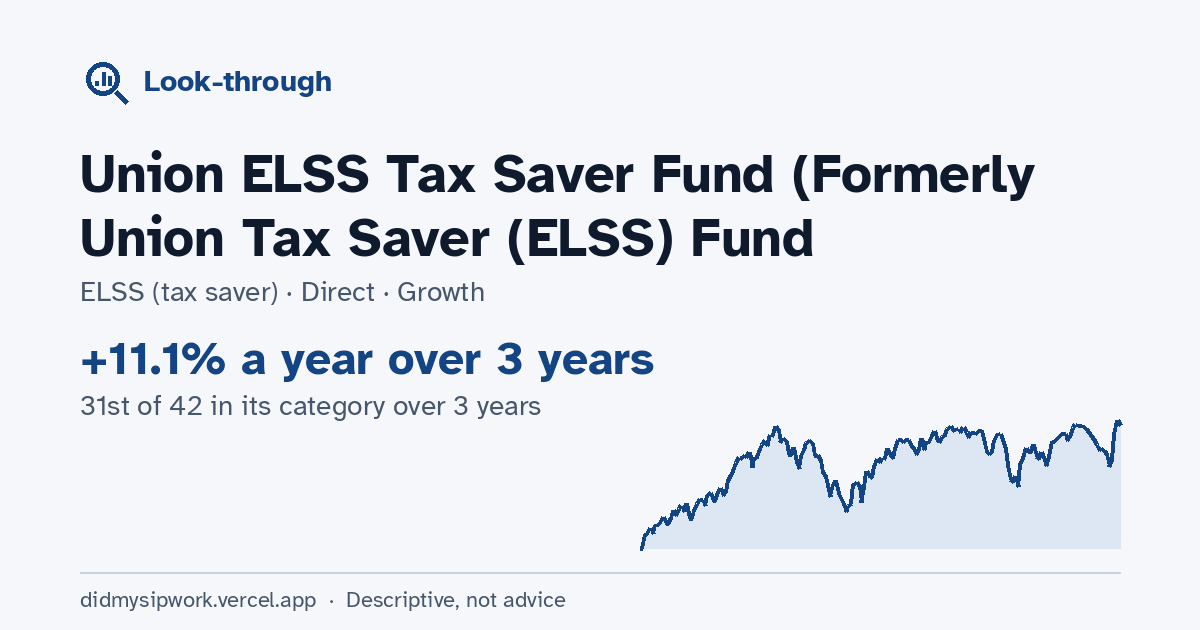 Look-through
Union ELSS Tax Saver Fund (Formerly
Union Tax Saver (ELSS) Fund
ELSS (tax saver) · Direct · Growth
+11.1% a year over 3 years
31st of 42 in its category over 3 years
didmysipwork.vercel.app · Descriptive, not advice